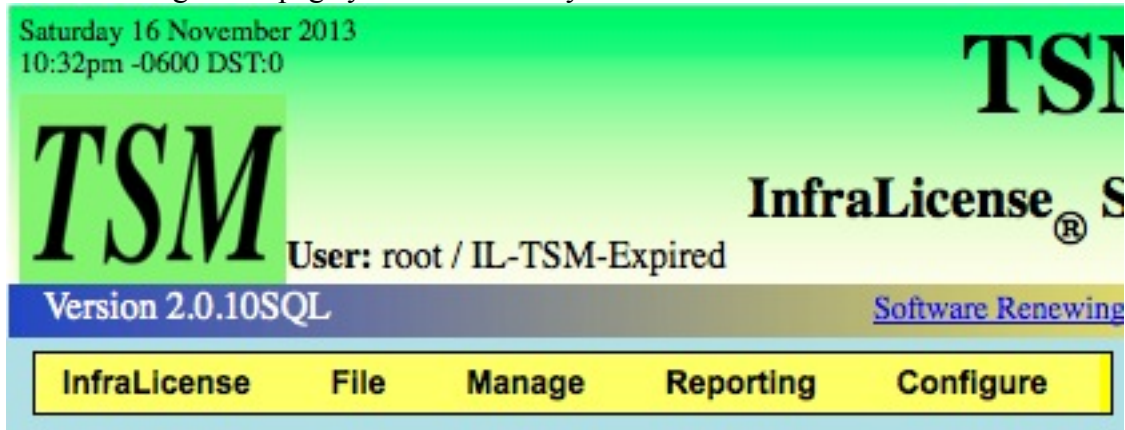 Saturday 16 November 2013
10:32pm -0600 DST:0
TSM
TS
InfraLicense® S
User: root / IL-TSM-Expired
Version 2.0.10SQL
Software Renewing
InfraLicense File Manage Reporting Configure